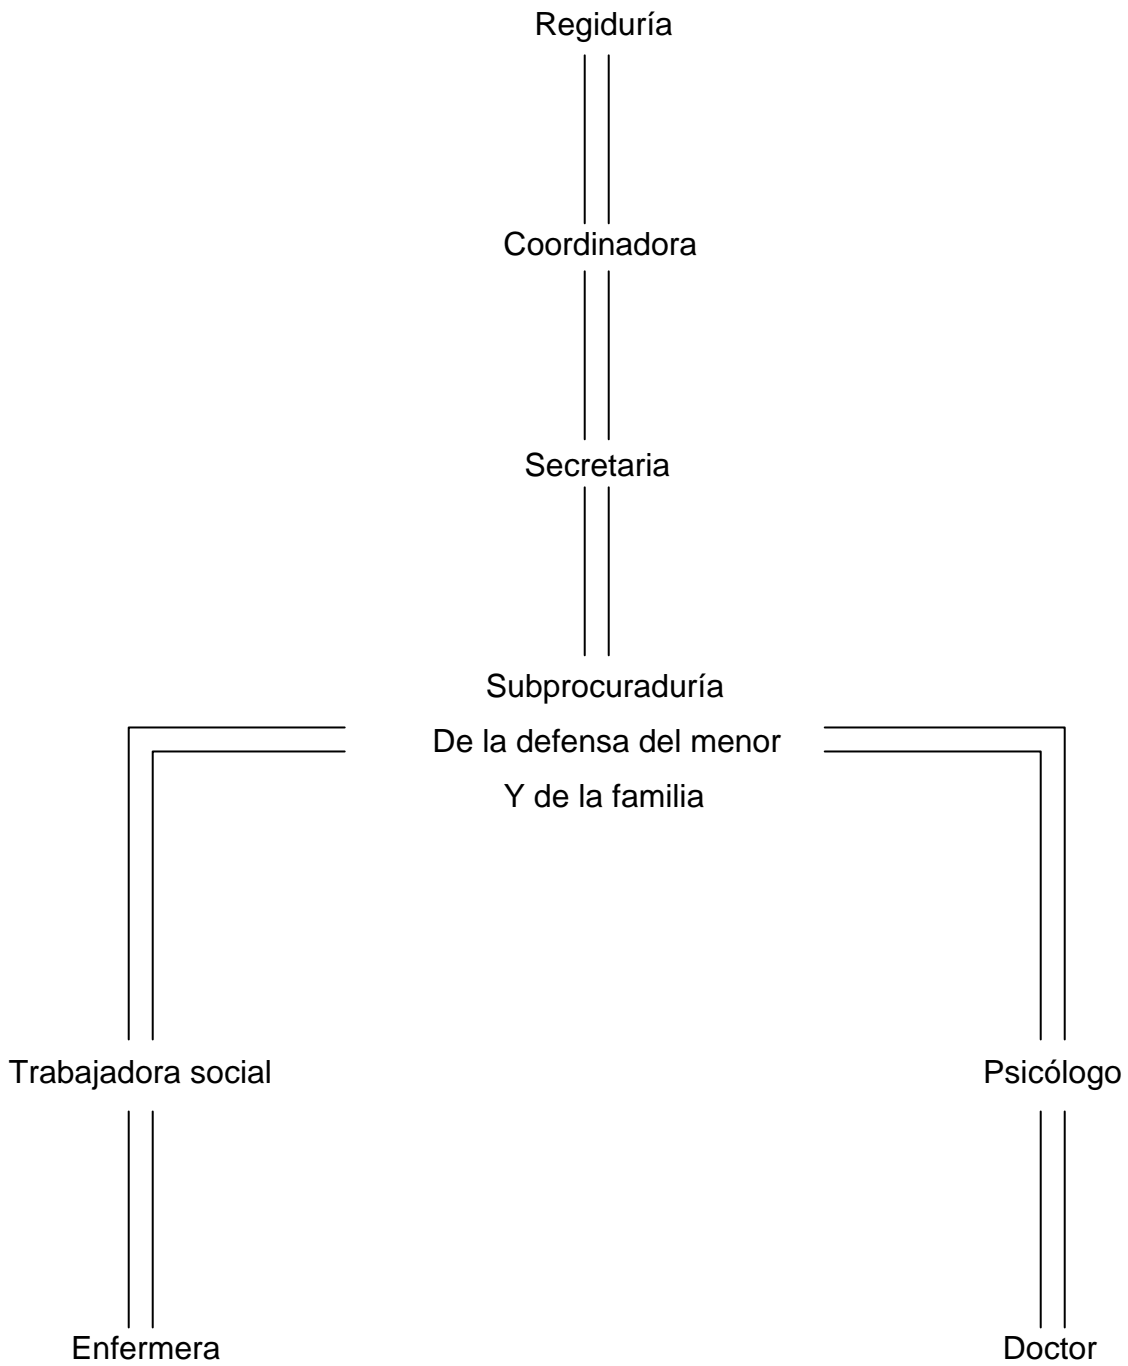 Regiduría
Coordinadora
Secretaria
Subprocuraduría
De la defensa del menor
Y de la familia
Trabajadora social
Psicólogo
Enfermera
Doctor